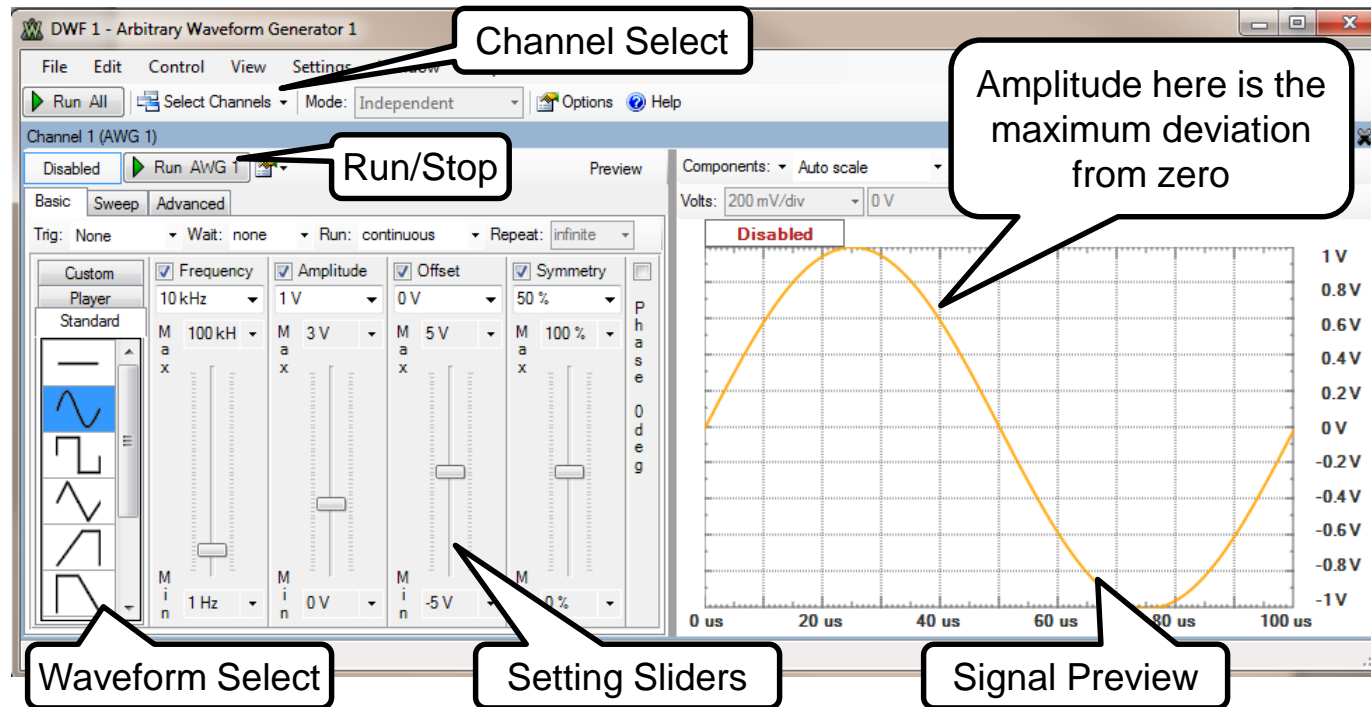 DWF 1 - Arbitrary Waveform Generator 1
Channel Select
File Edit Control View Settings
Amplitude here is the
maximum deviation
from zero
Run All Select Channels Mode: Independent Options Help
Channel 1 (AWG 1)
Disabled Run AWG 1 Run/Stop Preview
Components: Auto scale
Basic Sweep Advanced
Volts: 200 mV/div 0 V
Trig: None Wait: none Run: continuous Repeat: infinite
Disabled
Custom
Player
Standard
Frequency
10 kHz
Max 100 kH
Min 1 Hz
Amplitude
1 V
Max 3 V
Min 0 V
Offset
0 V
Max 5 V
Min -5 V
Symmetry
50 %
Max 100 %
M 0 %
Phase 0deg
1 V
0.8 V
0.6 V
0.4 V
0.2 V
0 V
-0.2 V
-0.4 V
-0.6 V
-0.8 V
-1 V
0 us 20 us 40 us 60 us 80 us 100 us
Waveform Select
Setting Sliders
Signal Preview